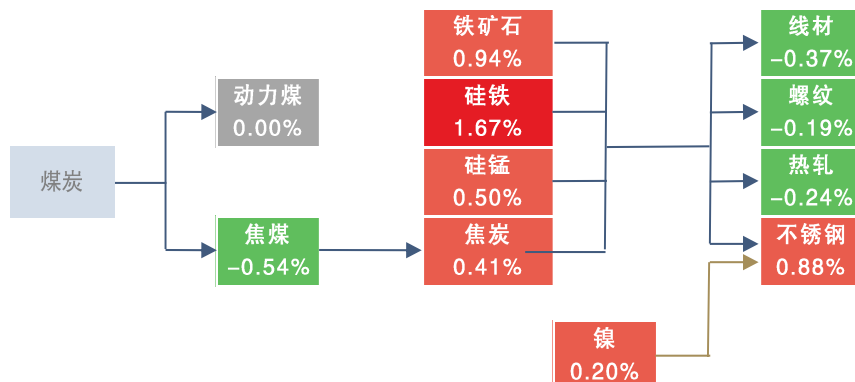 铁矿石
0.94%
线材
-0.37%
动力煤
0.00%
硅铁
1.67%
螺纹
-0.19%
煤炭
硅锰
0.50%
热轧
-0.24%
焦煤
-0.54%
焦炭
0.41%
不锈钢
0.88%
镍
0.20%